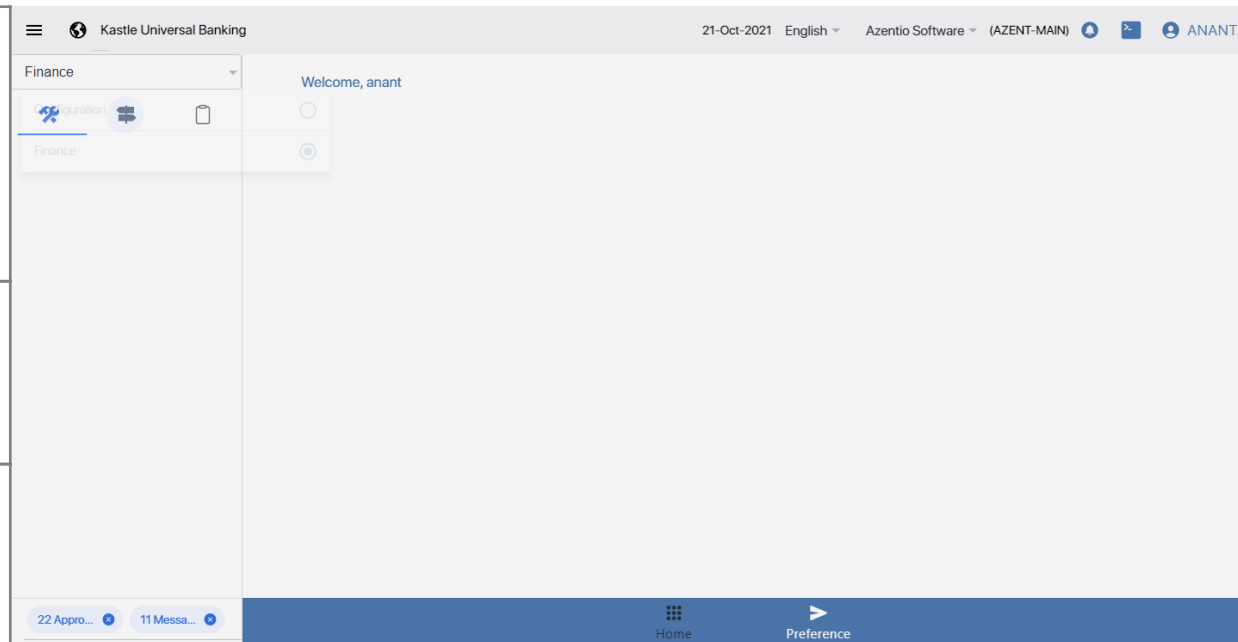 Kastle Universal Banking
21-Oct-2021 English Azentio Software (AZENT-MAIN) ANANT
Finance
Welcome, anant
Configuration
Finance
22 Appro... 11 Messa...
Home Preference